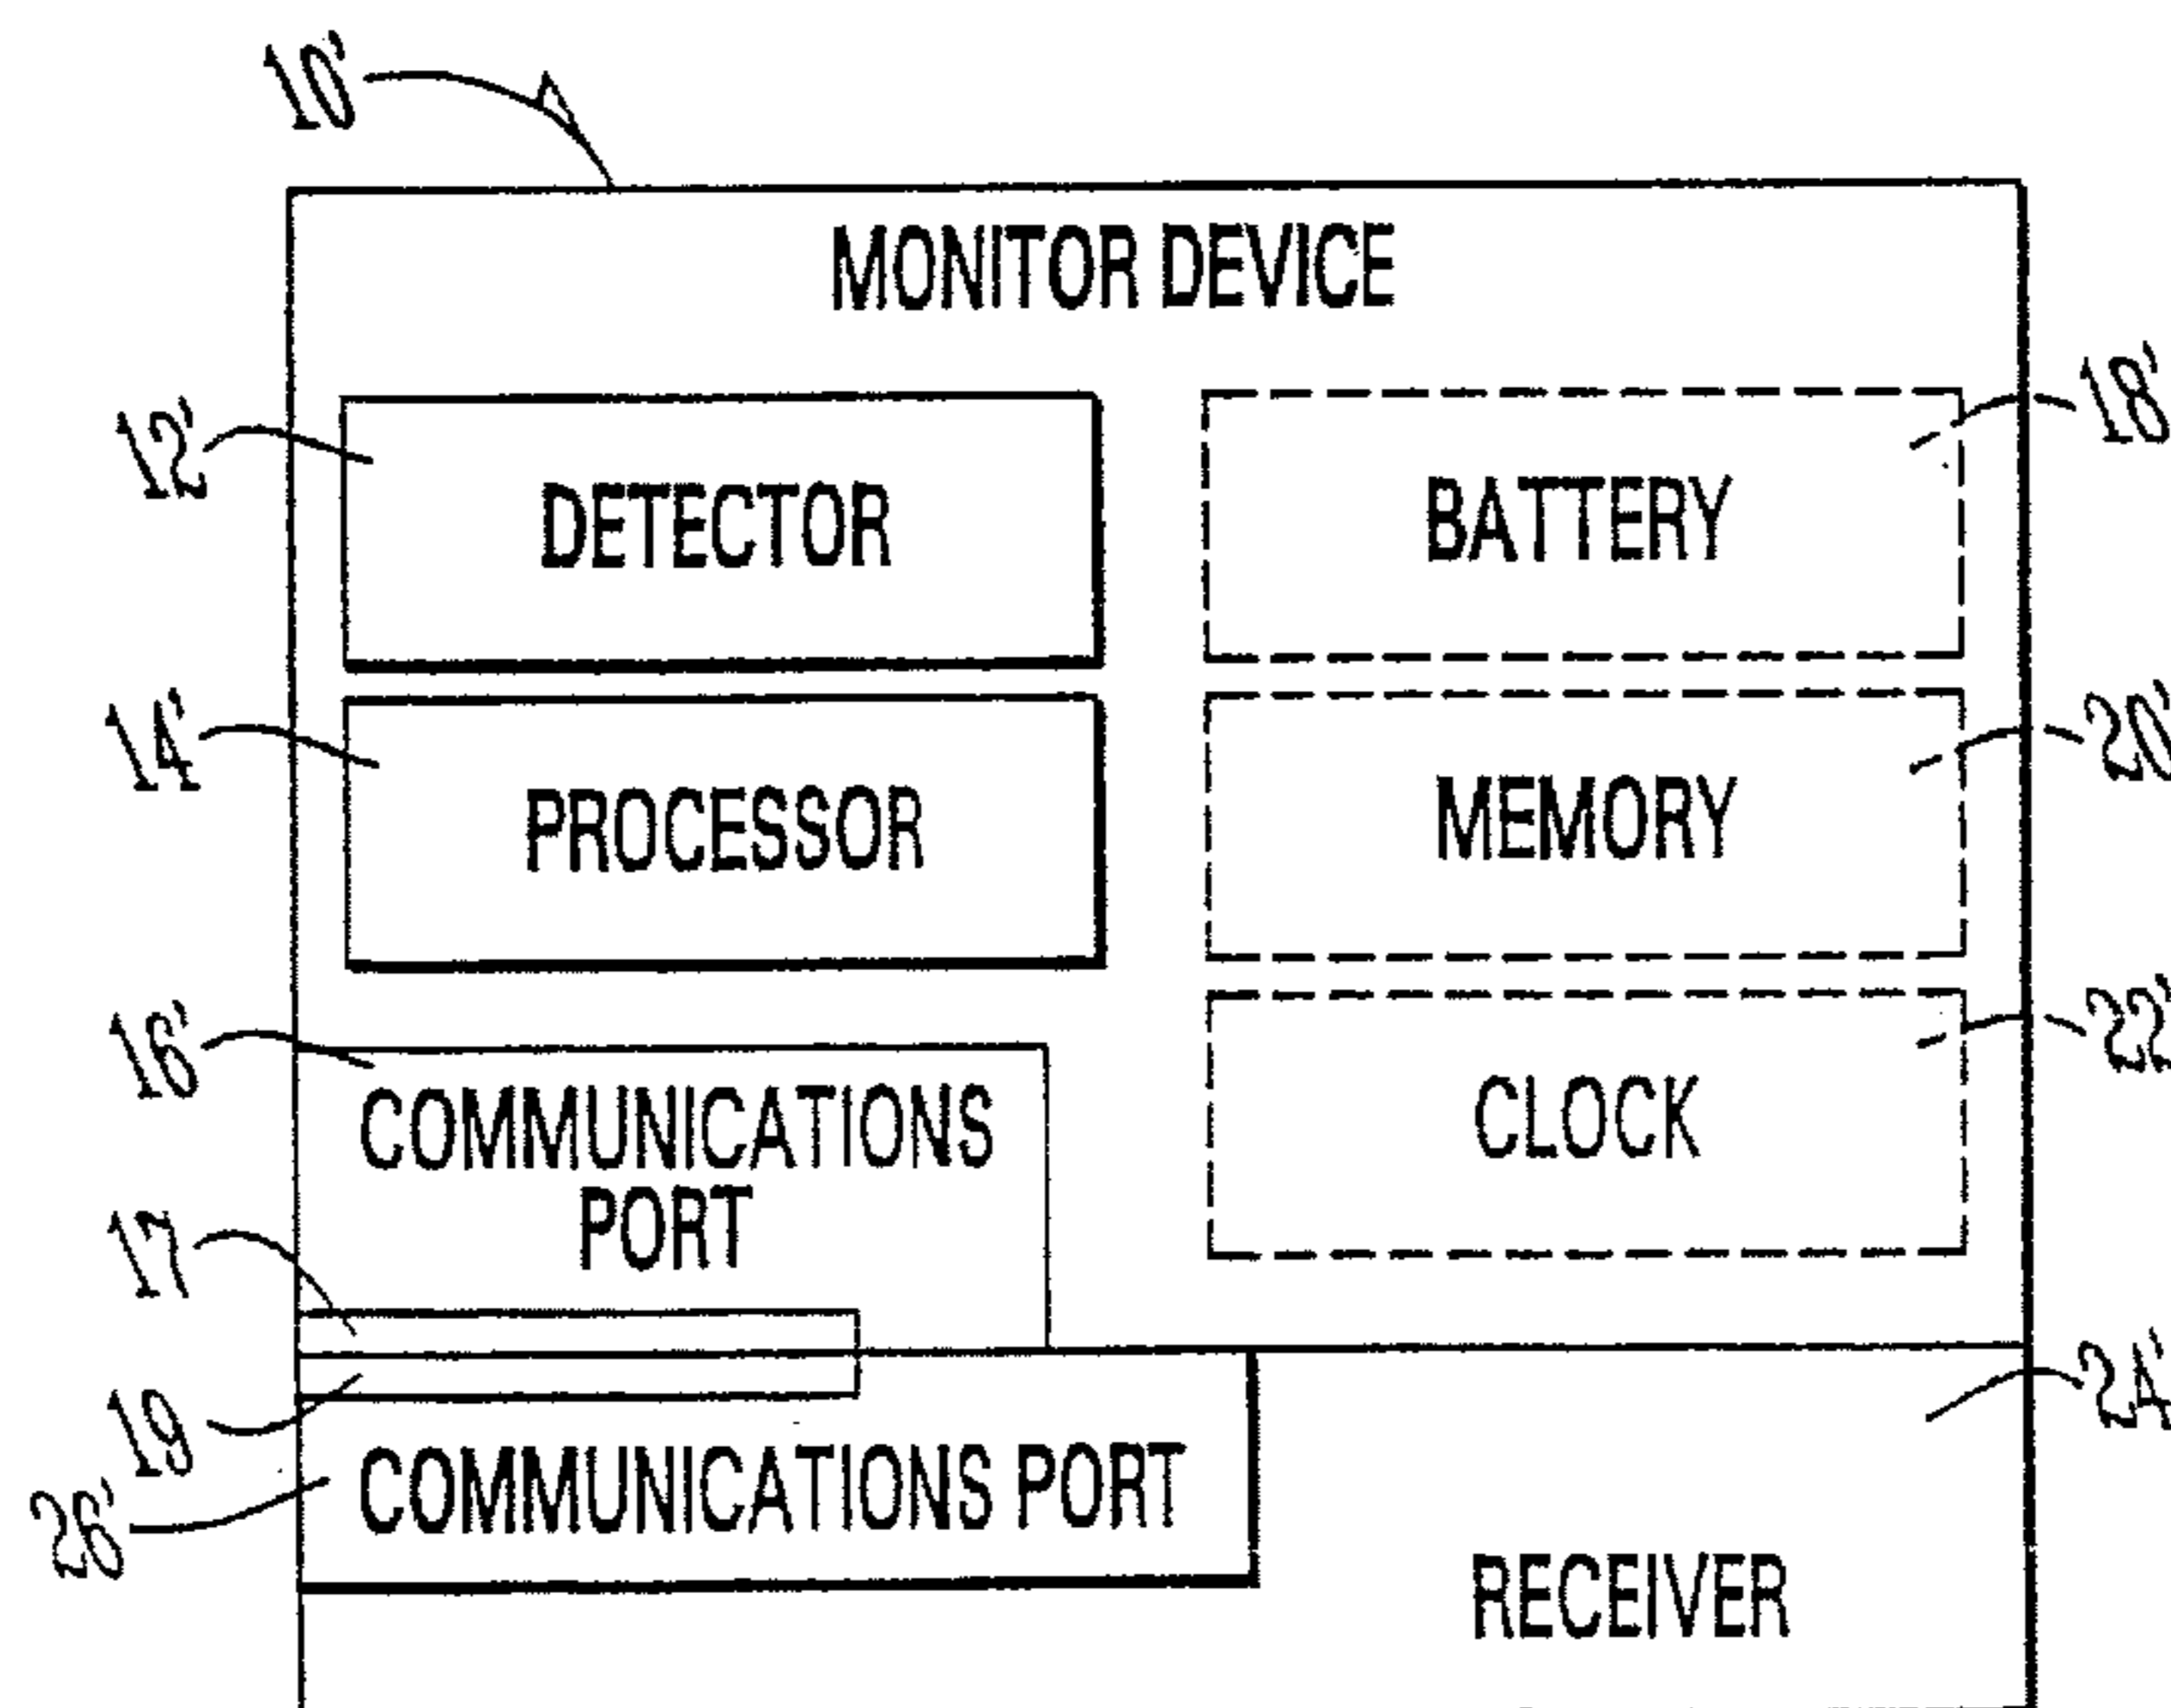 10'
MONITOR DEVICE
12'
DETECTOR
BATTERY
18'
14'
PROCESSOR
MEMORY
20'
16'
COMMUNICATIONS
PORT
CLOCK
22'
17
19
24'
26'
COMMUNICATIONS PORT
RECEIVER